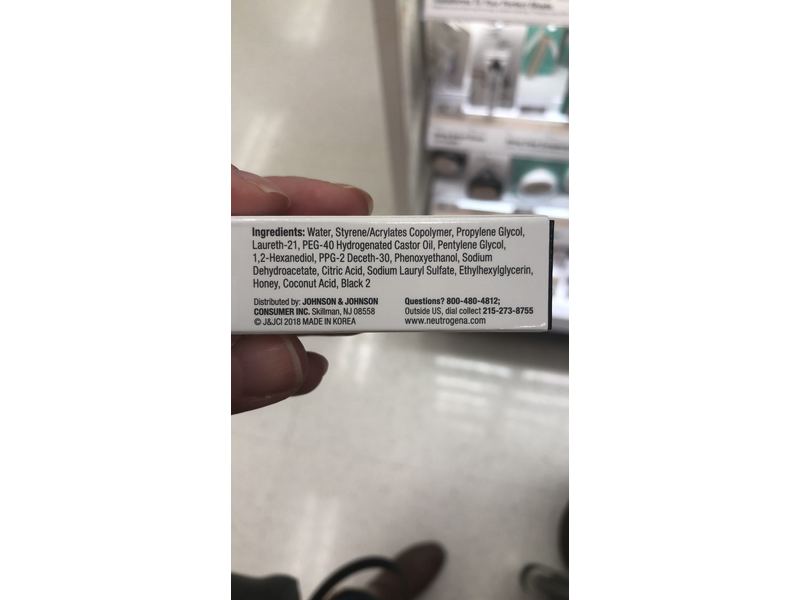 Ingredients: Water, Styrene/Acrylates Copolymer, Propylene Glycol,
Laureth-21, PEG-40 Hydrogenated Castor Oil, Pentylene Glycol,
1,2-Hexanediol, PPG-2 Deceth-30, Phenoxyethanol, Sodium
Dehydroacetate, Citric Acid, Sodium Lauryl Sulfate, Ethylhexylglycerin,
Honey, Coconut Acid, Black 2
Distributed by: JOHNSON & JOHNSON
CONSUMER INC. Skillman, NJ 08558
© J&JCI 2018 MADE IN KOREA
Questions? 800-480-4812;
Outside US, dial collect 215-273-8755
www.neutrogena.com